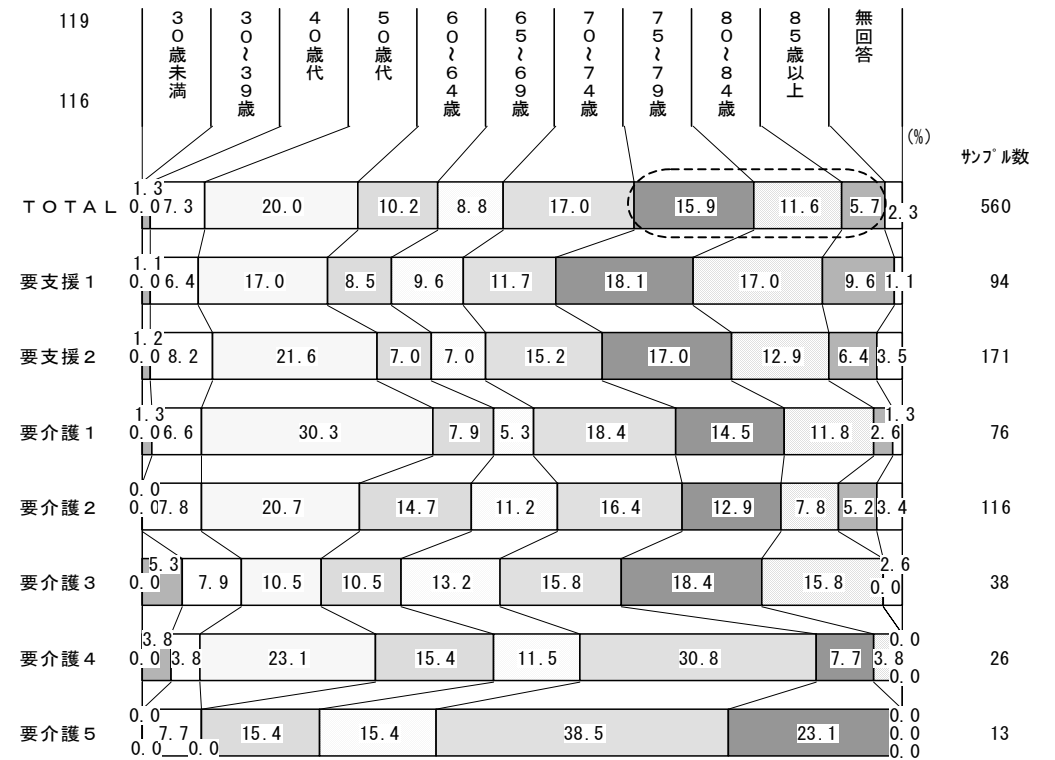 119
116
30歳未満
30~39歳
40歳代
50歳代
60~64歳
65~69歳
70~74歳
75~79歳
80~84歳
85歳以上
無回答
(%)
ｻﾝﾌﾟﾙ数
TOTAL 0.0 1.3 7.3 20.0 10.2 8.8 17.0 15.9 11.6 5.7 2.3 560
要支援1 0.0 1.1 6.4 17.0 8.5 9.6 11.7 18.1 17.0 9.6 1.1 94
要支援2 0.0 1.2 8.2 21.6 7.0 7.0 15.2 17.0 12.9 6.4 3.5 171
要介護1 0.0 1.3 6.6 30.3 7.9 5.3 18.4 14.5 11.8 2.6 1.3 76
要介護2 0.0 0.0 7.8 20.7 14.7 11.2 16.4 12.9 7.8 5.2 3.4 116
要介護3 0.0 5.3 7.9 10.5 10.5 13.2 15.8 18.4 15.8 0.0 2.6 38
要介護4 0.0 3.8 3.8 23.1 15.4 11.5 30.8 7.7 3.8 0.0 0.0 26
要介護5 0.0 0.0 7.7 0.0 15.4 15.4 38.5 23.1 0.0 0.0 0.0 13